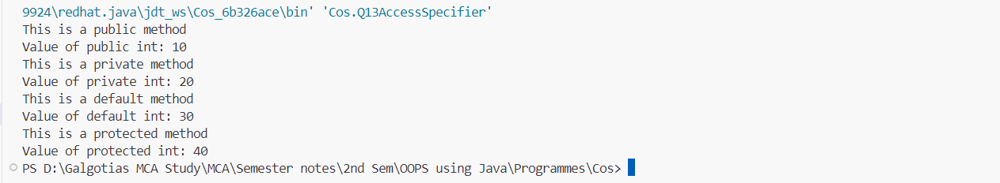 9924\redhat.java\jdt_ws\Cos_6b326ace\bin' 'Cos.Q13AccessSpecifier'
This is a public method
Value of public int: 10
This is a private method
Value of private int: 20
This is a default method
Value of default int: 30
This is a protected method
Value of protected int: 40
PS D:\Galgotias MCA Study\MCA\Semester notes\2nd Sem\OOPS using Java\Programmes\Cos>